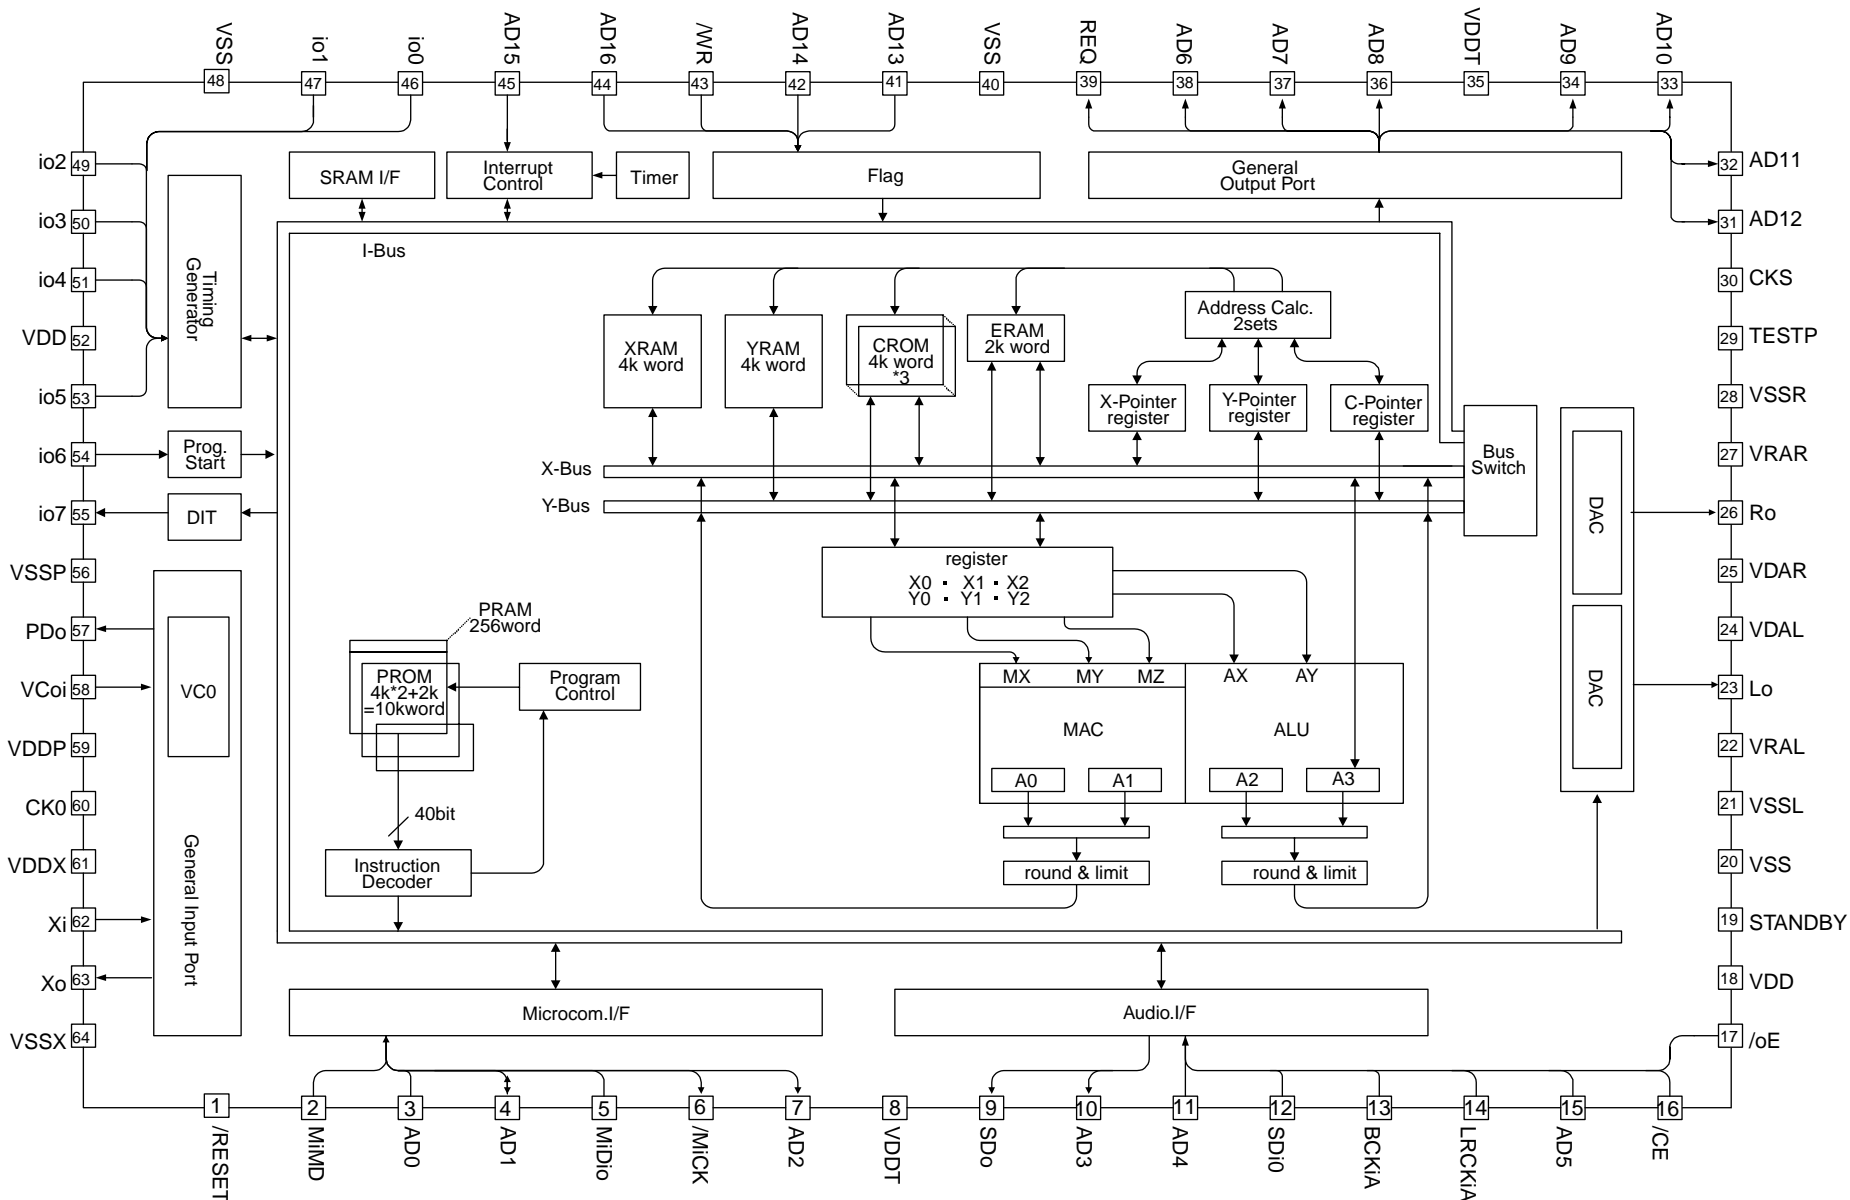 VSS
io1
io0
AD15
AD16
/WR
AD14
AD13
VSS
REQ
AD6
AD7
AD8
VDDT
AD9
AD10
48
47
46
45
44
43
42
41
40
39
38
37
36
35
34
33
io2 49
io3 50
io4 51
VDD 52
io5 53
io6 54
io7 55
VSSP 56
PDo 57
VCoi 58
VDDP 59
CK0 60
VDDX 61
Xi 62
Xo 63
VSSX 64
32 AD11
31 AD12
30 CKS
29 TESTP
28 VSSR
27 VRAR
26 Ro
25 VDAR
24 VDAL
23 Lo
22 VRAL
21 VSSL
20 VSS
19 STANDBY
18 VDD
17 /oE
SRAM I/F
Interrupt
Control
Timer
Flag
General
Output Port
I-Bus
Timing
Generator
Prog.
Start
DIT
VC0
General Input Port
XRAM
4k word
YRAM
4k word
CROM
4k word
*3
ERAM
2k word
Address Calc.
2sets
X-Pointer
register
Y-Pointer
register
C-Pointer
register
X-Bus
Y-Bus
Bus
Switch
DAC
DAC
register
X0 · X1 · X2
Y0 · Y1 · Y2
PRAM
256word
PROM
4k*2+2k
=10kword
Program
Control
40bit
Instruction
Decoder
MX
MY
MZ
AX
AY
MAC
ALU
A0
A1
A2
A3
round & limit
round & limit
Microcom.I/F
Audio.I/F
1
2
3
4
5
6
7
8
9
10
11
12
13
14
15
16
/RESET
MiMD
AD0
AD1
MiDio
/MiCK
AD2
VDDT
SDo
AD3
AD4
SDi0
BCKiA
LRCKiA
AD5
/CE